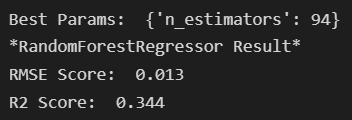 Best Params:  {'n_estimators': 94}
*RandomForestRegressor Result*
RMSE Score:  0.013
R2 Score:  0.344